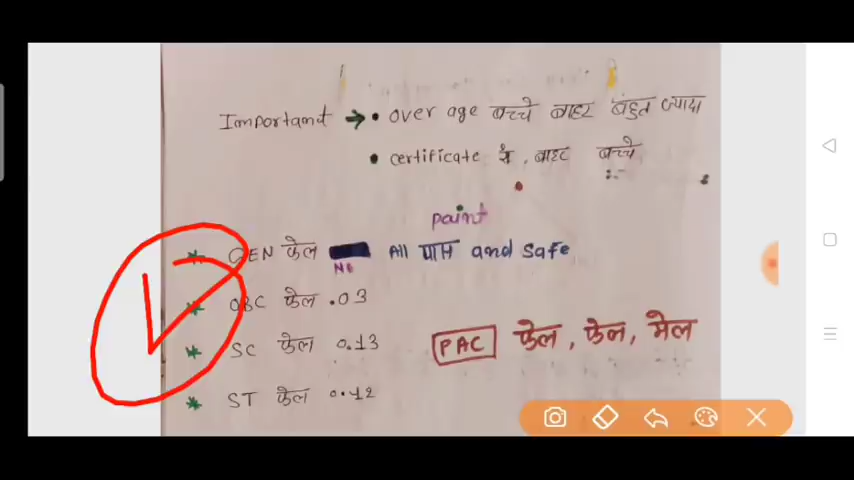 Importamt → • over age बच्चे बाहर बहुत ज्यादा
• certificate से, बाहर बच्चे
paint
* GEN फेल All पास and safe
No
* OBC फेल .03
* SC फेल 0.13
PAC फेल, फेल, मेल
* ST फेल 0.12